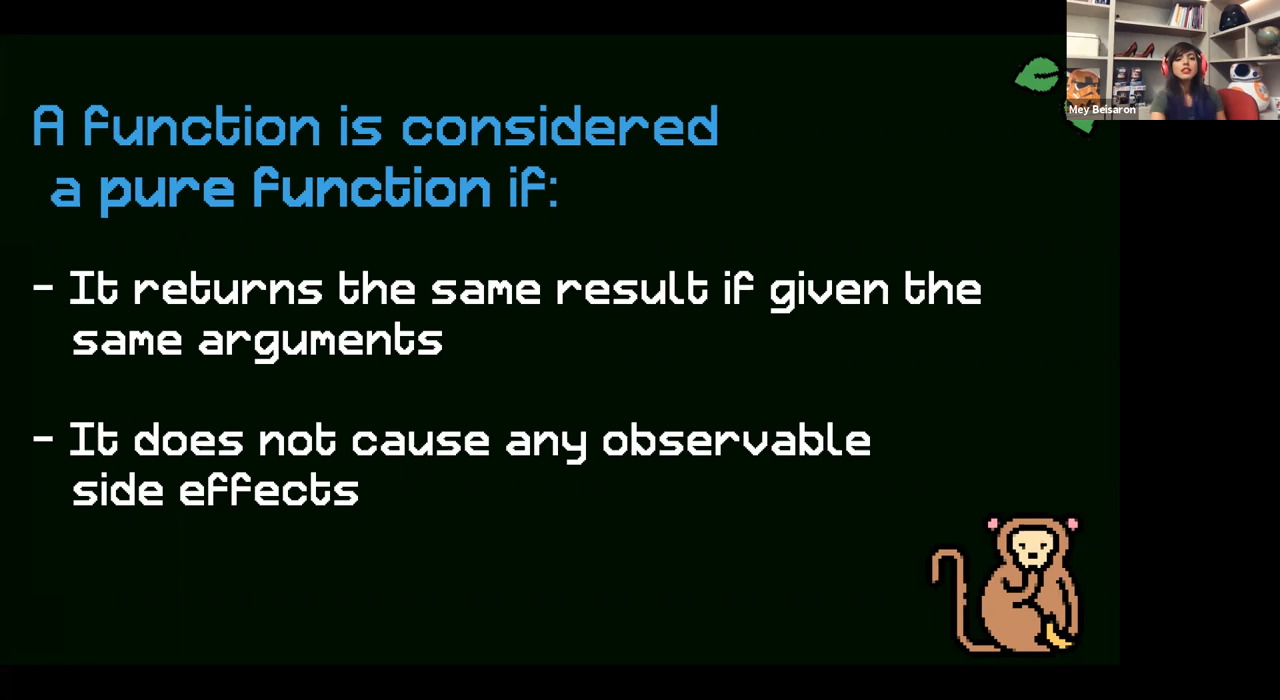 A function is considered
a pure function if:
- It returns the same result if given the
same arguments
- It does not cause any observable
side effects
Mey Beisaron